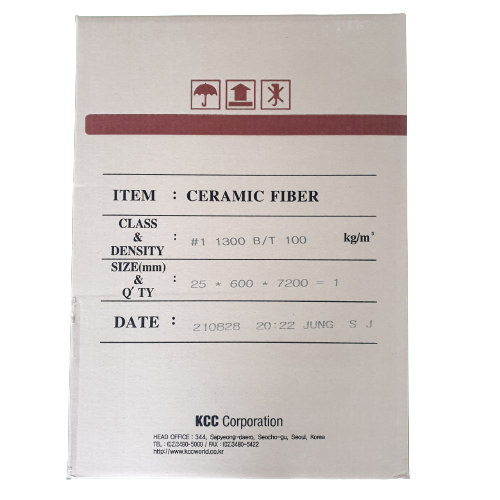 ITEM : CERAMIC FIBER
CLASS
&
DENSITY : #1 1300 B/T 100 kg/m³
SIZE(mm)
&
Q'TY : 25 * 600 * 7200 = 1
DATE : 210828 20:22 JUNG S J
KCC Corporation
HEAD OFFICE : 344, Sapyeong-daero, Seocho-gu, Seoul, Korea
TEL : (02)3480-5000 / FAX : (02)3480-5422
http://www.kccworld.co.kr